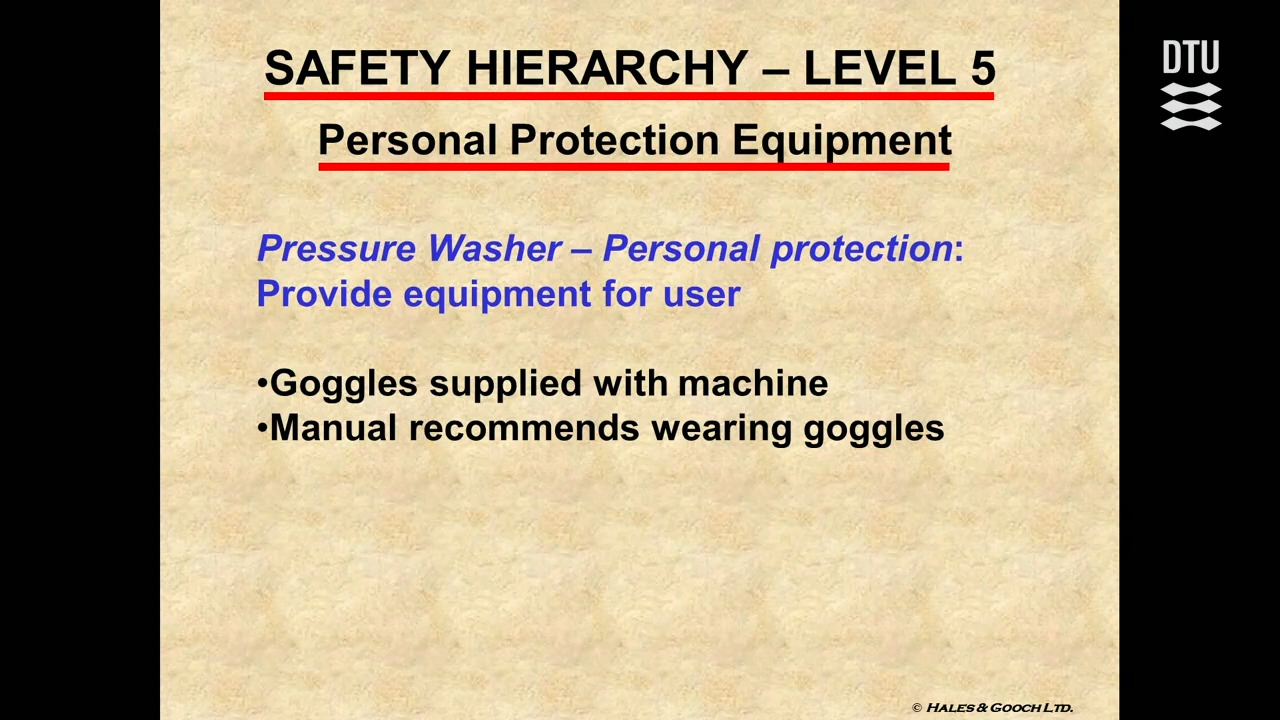 SAFETY HIERARCHY – LEVEL 5
Personal Protection Equipment
Pressure Washer – Personal protection:
Provide equipment for user
•Goggles supplied with machine
•Manual recommends wearing goggles
© HALES & GOOCH LTD.
DTU